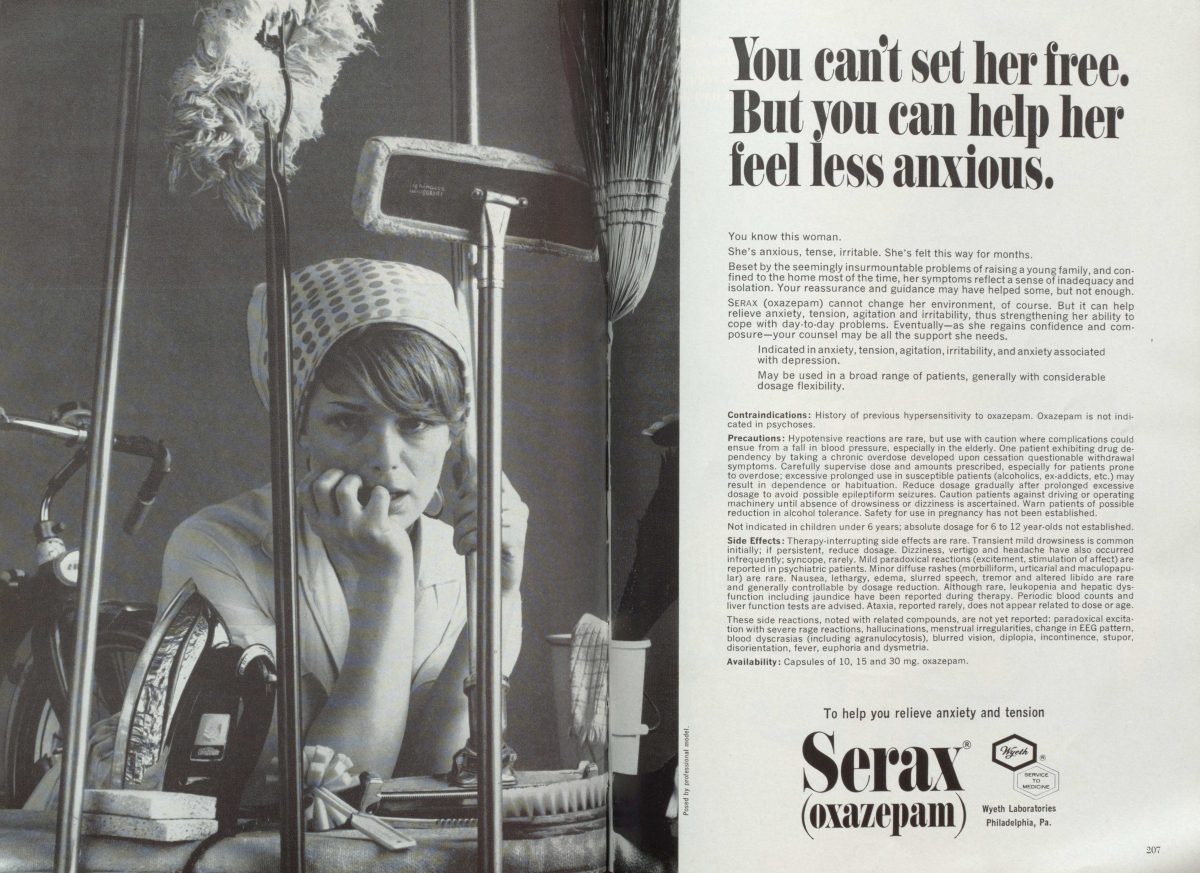 You can't set her free.
But you can help her
feel less anxious.
You know this woman.
She's anxious, tense, irritable. She's felt this way for months.
Beset by the seemingly insurmountable problems of raising a young family, and con-
fined to the home most of the time, her symptoms reflect a sense of inadequacy and
isolation. Your reassurance and guidance may have helped some, but not enough.
SERAX (oxazepam) cannot change her environment, of course. But it can help
relieve anxiety, tension, agitation and irritability, thus strengthening her ability to
cope with day-to-day problems. Eventually—as she regains confidence and com-
posure—your counsel may be all the support she needs.
Indicated in anxiety, tension, agitation, irritability, and anxiety associated
with depression.
May be used in a broad range of patients, generally with considerable
dosage flexibility.
Contraindications: History of previous hypersensitivity to oxazepam. Oxazepam is not indi-
cated in psychoses.
Precautions: Hypotensive reactions are rare, but use with caution where complications could
ensue from a fall in blood pressure, especially in the elderly. One patient exhibiting drug de-
pendency by taking a chronic overdose developed upon cessation questionable withdrawal
symptoms. Carefully supervise dose and amounts prescribed, especially for patients prone
to overdose; excessive prolonged use in susceptible patients (alcoholics, ex-addicts, etc.) may
result in dependence or habituation. Reduce dosage gradually after prolonged excessive
dosage to avoid possible epileptiform seizures. Caution patients against driving or operating
machinery until absence of drowsiness or dizziness is ascertained. Warn patients of possible
reduction in alcohol tolerance. Safety for use in pregnancy has not been established.
Not indicated in children under 6 years; absolute dosage for 6 to 12 year-olds not established.
Side Effects: Therapy-interrupting side effects are rare. Transient mild drowsiness is common
initially; if persistent, reduce dosage. Dizziness, vertigo and headache have also occurred
infrequently; syncope, rarely. Mild paradoxical reactions (excitement, stimulation of affect) are
reported in psychiatric patients. Minor diffuse rashes (morbilliform, urticarial and maculopapu-
lar) are rare. Nausea, lethargy, edema, slurred speech, tremor and altered libido are rare
and generally controllable by dosage reduction. Although rare, leukopenia and hepatic dys-
function including jaundice have been reported during therapy. Periodic blood counts and
liver function tests are advised. Ataxia, reported rarely, does not appear related to dose or age.
These side reactions, noted with related compounds, are not yet reported: paradoxical excita-
tion with severe rage reactions, hallucinations, menstrual irregularities, change in EEG pattern,
blood dyscrasias (including agranulocytosis), blurred vision, diplopia, incontinence, stupor,
disorientation, fever, euphoria and dysmetria.
Availability: Capsules of 10, 15 and 30 mg. oxazepam.
To help you relieve anxiety and tension
Serax®
(oxazepam)
Wyeth ®
SERVICE
TO
MEDICINE
Wyeth Laboratories
Philadelphia, Pa.
Posed by professional model.
207